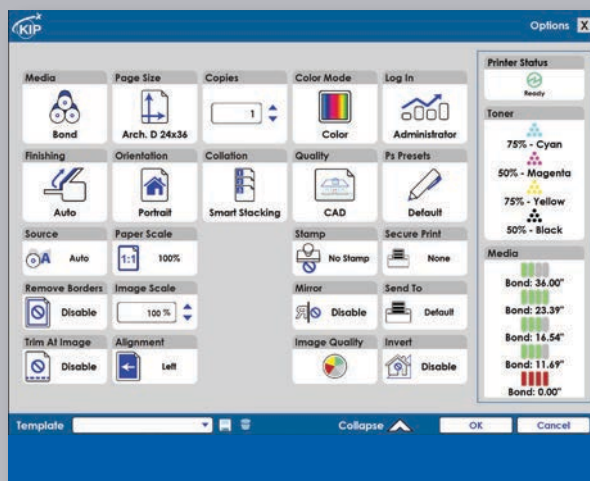 KIP
Options X
Media
Page Size
Copies
Color Mode
Log In
Bond
Arch. D 24x36
1
Color
Administrator
Finishing
Orientation
Collation
Quality
Ps Presets
Auto
Portrait
Smart Stacking
CAD
Default
Source
Paper Scale
Stamp
Secure Print
A Auto
1:1 100%
No Stamp
None
Remove Borders
Image Scale
Mirror
Send To
Disable
100 %
R Disable
Default
Trim At Image
Alignment
Image Quality
Invert
Disable
Left
Disable
Printer Status
Ready
Toner
75% - Cyan
50% - Magenta
75% - Yellow
50% - Black
Media
Bond: 36.00"
Bond: 23.39"
Bond: 16.54"
Bond: 11.69"
Bond: 0.00"
Template
Collapse
OK
Cancel